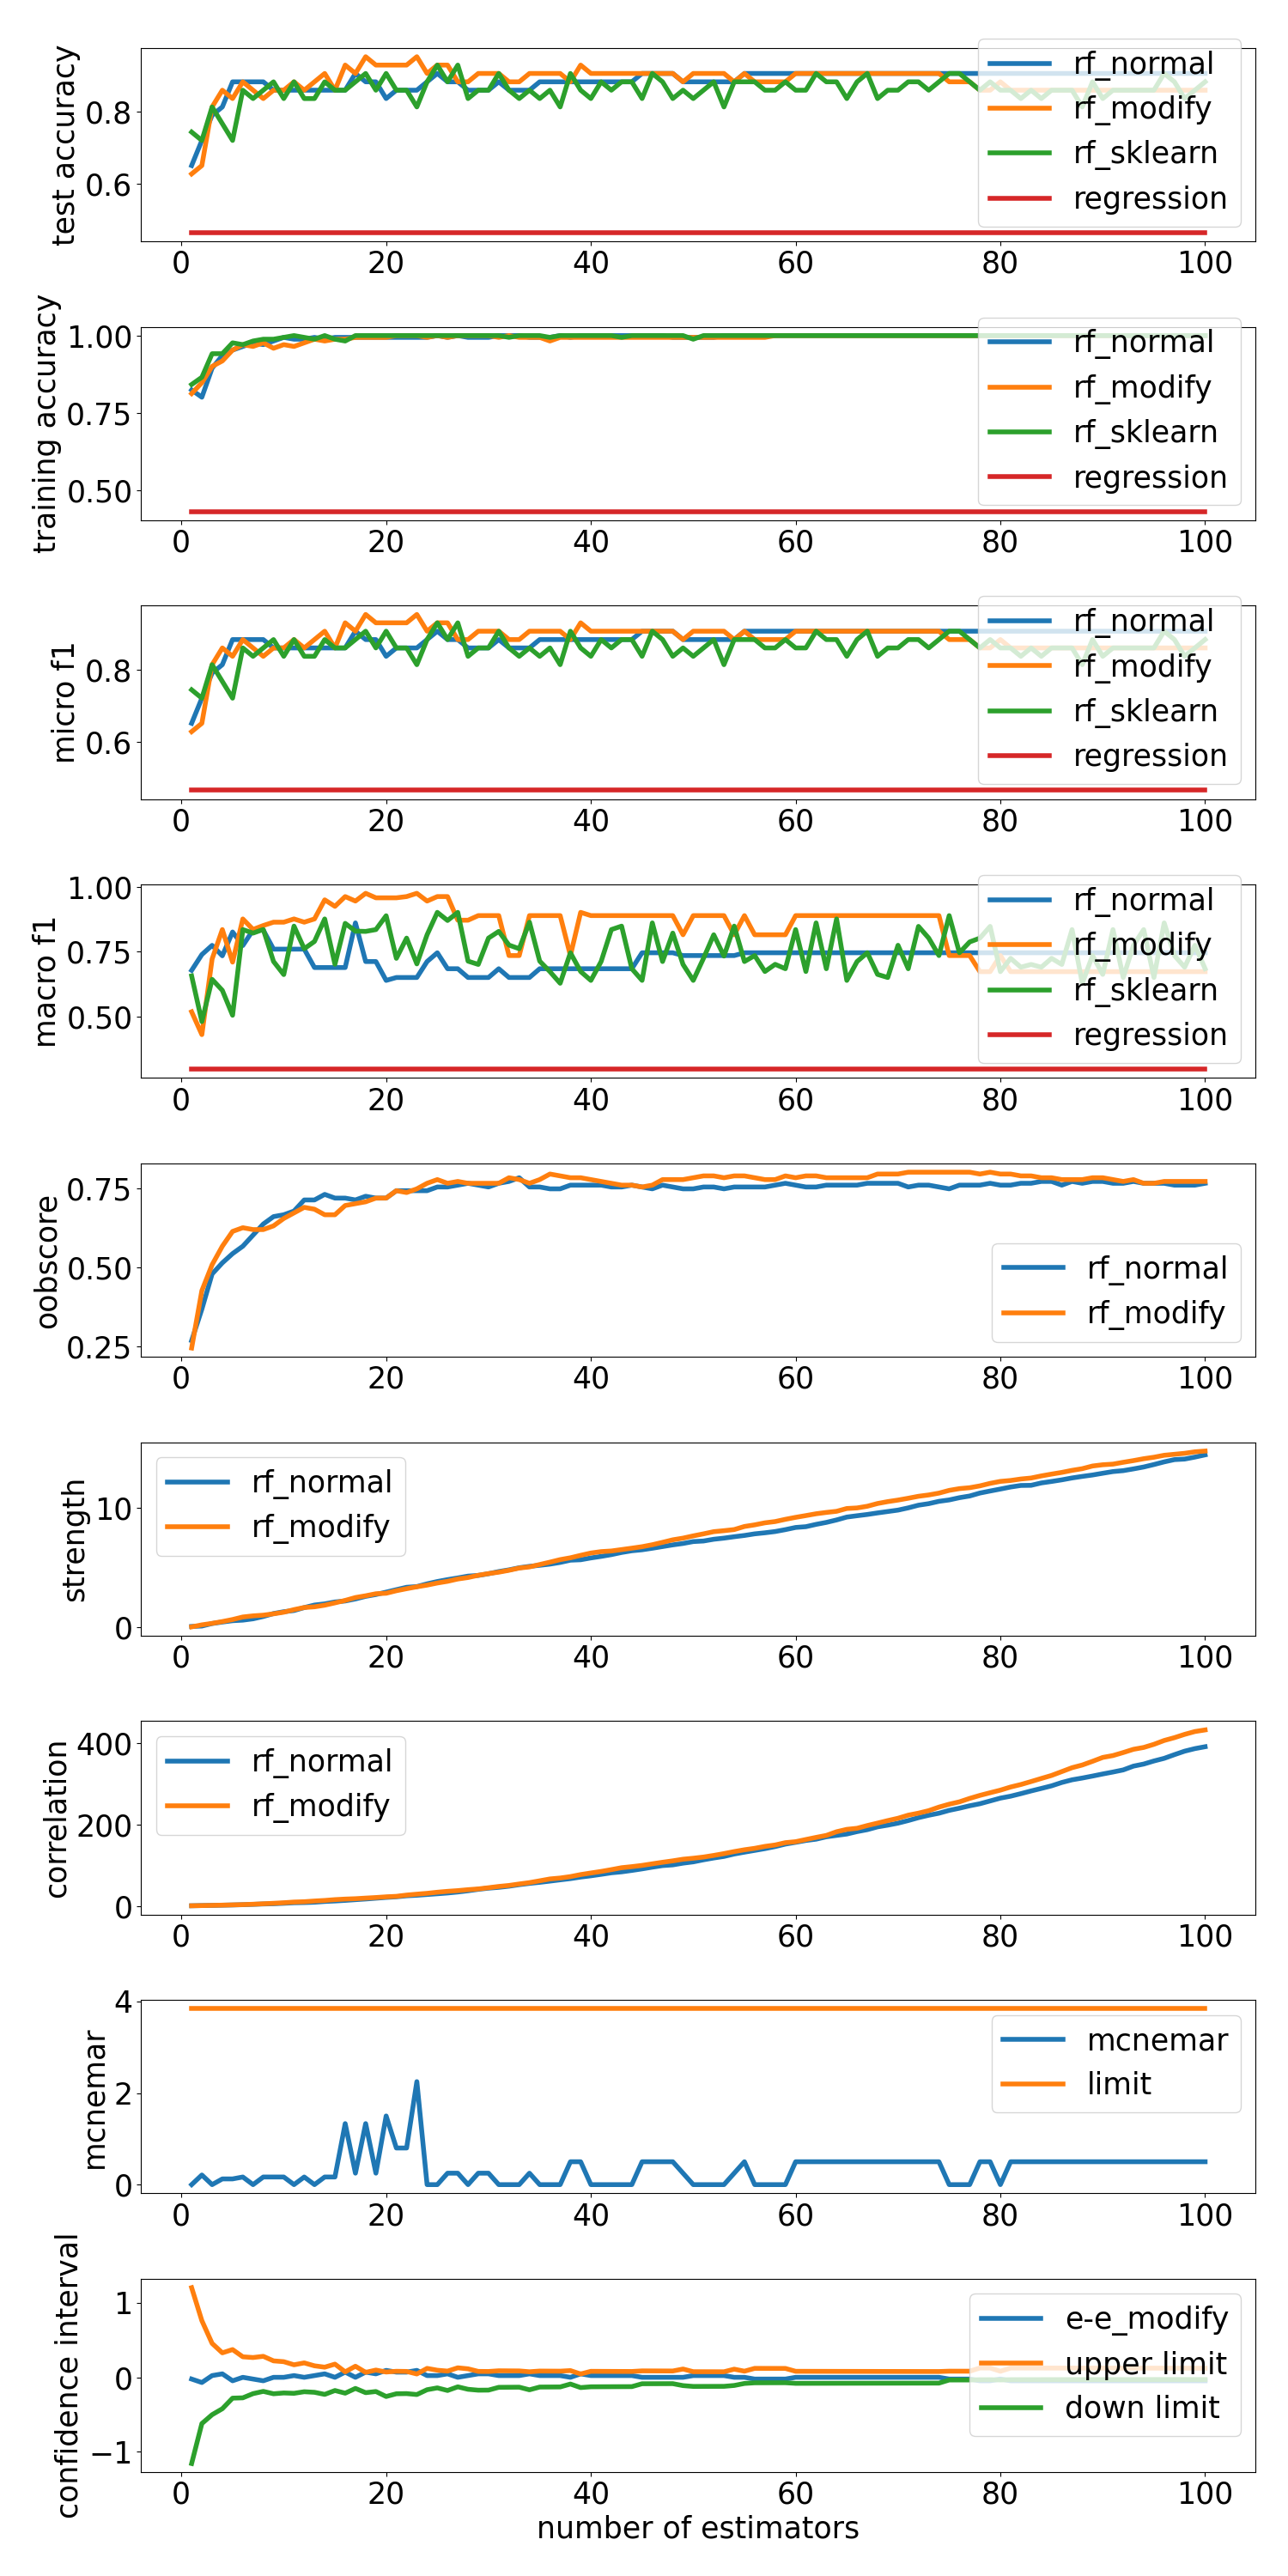 test accuracy
0.8
0.6
rf_normal
rf_modify
rf_sklearn
regression
0 20 40 60 80 100
training accuracy
1.00
0.75
0.50
rf_normal
rf_modify
rf_sklearn
regression
0 20 40 60 80 100
micro f1
0.8
0.6
rf_normal
rf_modify
rf_sklearn
regression
0 20 40 60 80 100
macro f1
1.00
0.75
0.50
rf_normal
rf_modify
rf_sklearn
regression
0 20 40 60 80 100
oobscore
0.75
0.50
0.25
rf_normal
rf_modify
0 20 40 60 80 100
strength
10
0
rf_normal
rf_modify
0 20 40 60 80 100
correlation
400
200
0
rf_normal
rf_modify
0 20 40 60 80 100
mcnemar
4
2
0
mcnemar
limit
0 20 40 60 80 100
confidence interval
1
0
−1
e-e_modify
upper limit
down limit
0 20 40 60 80 100
number of estimators